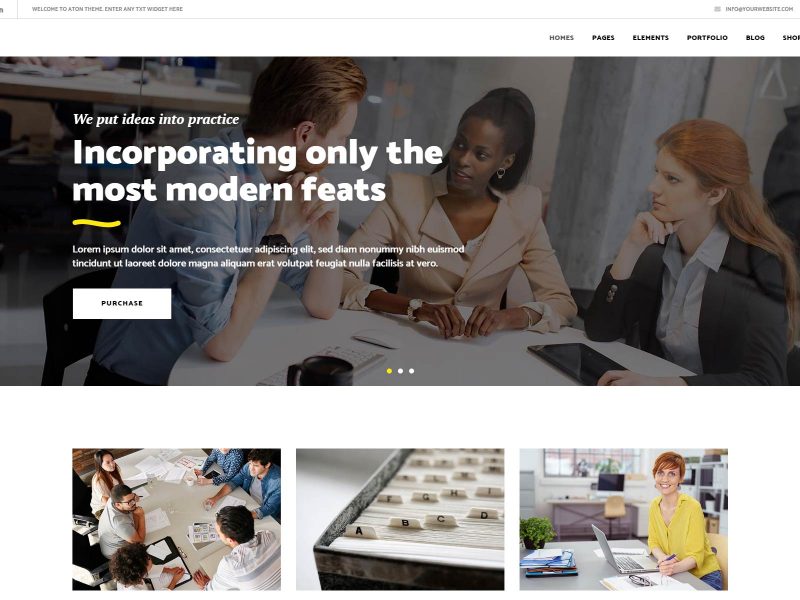 WELCOME TO ATON THEME. ENTER ANY TXT WIDGET HERE
INFO@YOURWEBSITE.COM
HOMES PAGES ELEMENTS PORTFOLIO BLOG SHOP
We put ideas into practice
Incorporating only the
most modern feats
Lorem ipsum dolor sit amet, consectetuer adipiscing elit, sed diam nonummy nibh euismod
tincidunt ut laoreet dolore magna aliquam erat volutpat feugiat nulla facilisis at vero.
PURCHASE
F G H I
A B C D